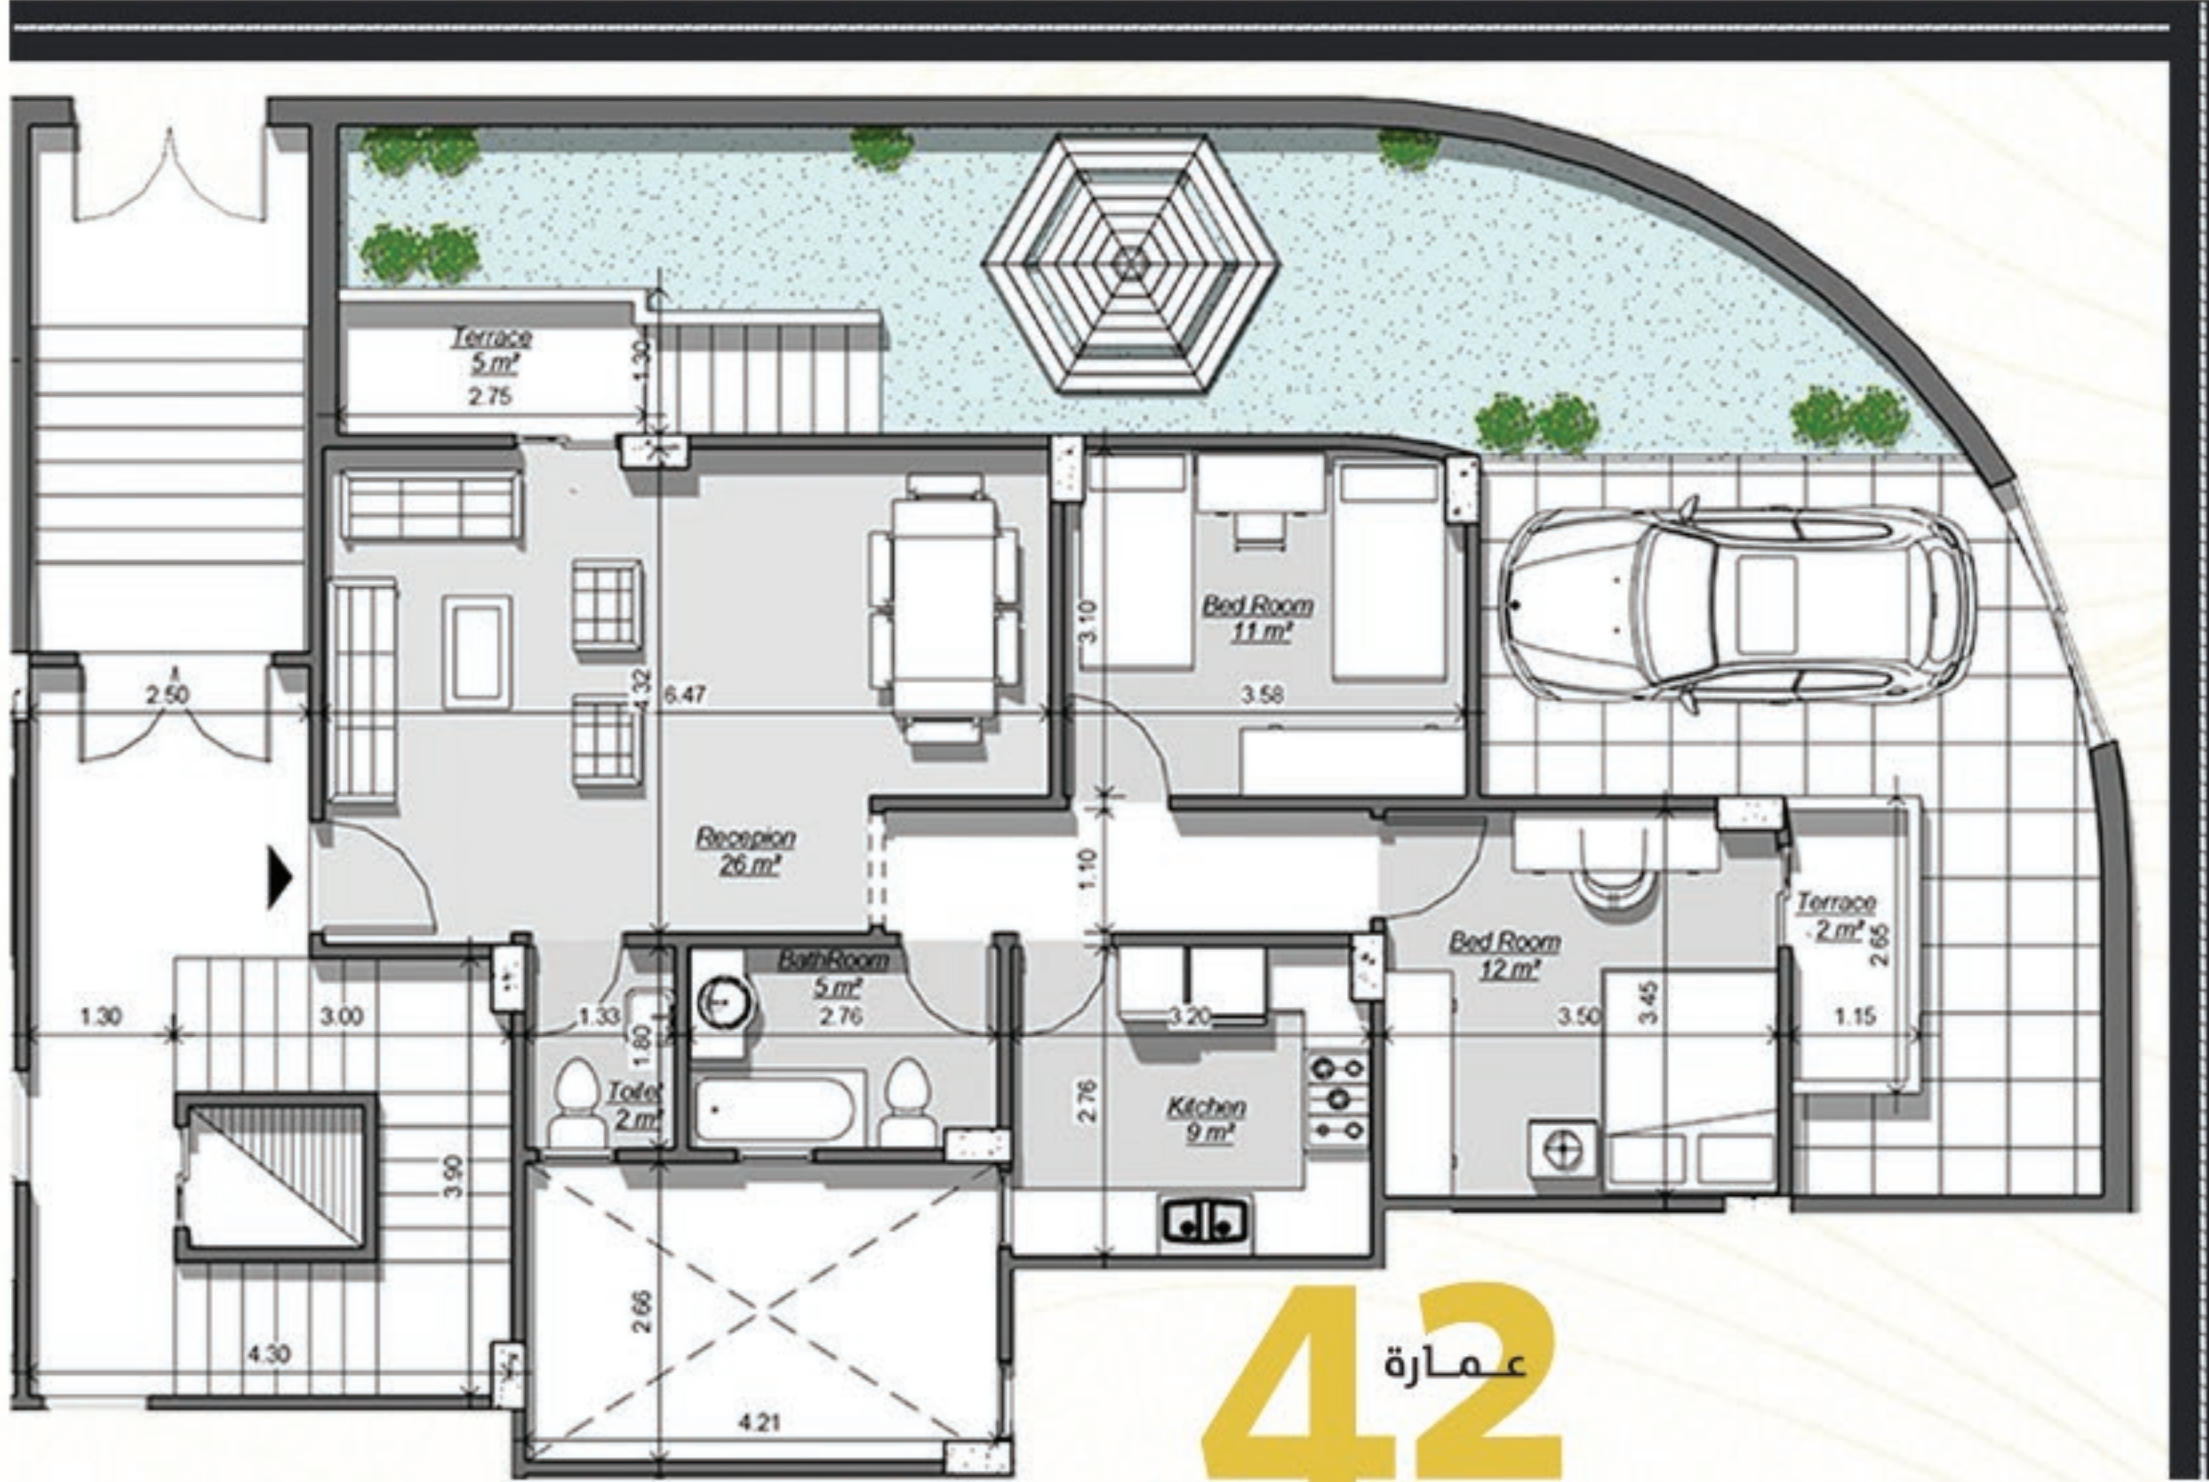 Terrace
5 m²
2.75
1.30
2.50
4.32
6.47
Recepion
26 m²
3.10
Bed Room
11 m²
3.58
1.10
Bed Room
12 m²
3.50
3.45
Terrace
2 m²
2.65
1.15
1.30
3.00
1.33
1.80
Toilet
2 m²
BathRoom
5 m²
2.76
3.20
2.76
Kitchen
9 m²
3.90
4.30
2.66
4.21
42
عمارة